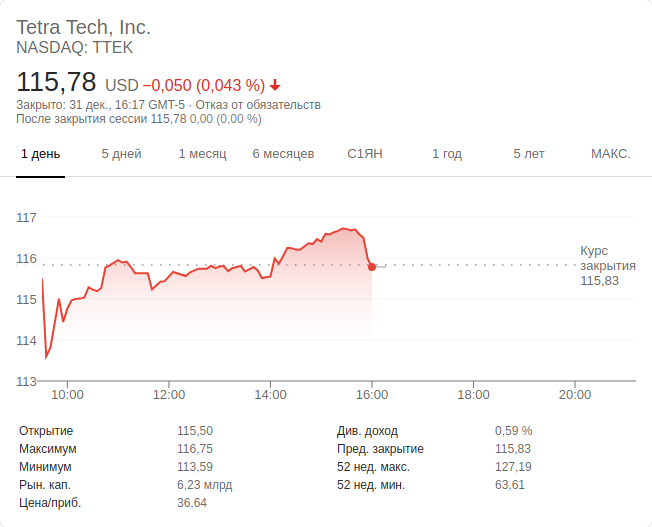 Tetra Tech, Inc.
NASDAQ: TTEK
115,78 USD −0,050 (0,043 %)
Закрыто: 31 дек., 16:17 GMT-5 · Отказ от обязательств
После закрытия сессии 115,78 0,00 (0,00 %)
1 день 5 дней 1 месяц 6 месяцев С1ЯН 1 год 5 лет МАКС.
117
116
115
114
113
Курс
закрытия
115,83
10:00 12:00 14:00 16:00 18:00 20:00
Открытие 115,50 Див. доход 0,59 %
Максимум 116,75 Пред. закрытие 115,83
Минимум 113,59 52 нед. макс. 127,19
Рын. кап. 6,23 млрд 52 нед. мин. 63,61
Цена/приб. 36,64